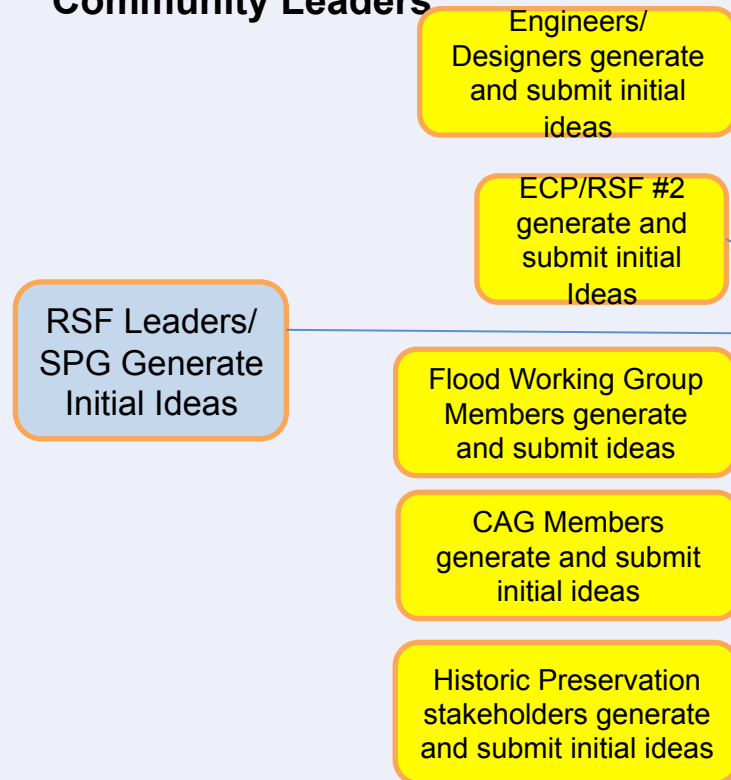 Community Leaders
Engineers/
Designers generate
and submit initial
ideas
ECP/RSF #2
generate and
submit initial
Ideas
RSF Leaders/
SPG Generate
Initial Ideas
Flood Working Group
Members generate
and submit ideas
CAG Members
generate and submit
initial ideas
Historic Preservation
stakeholders generate
and submit initial ideas